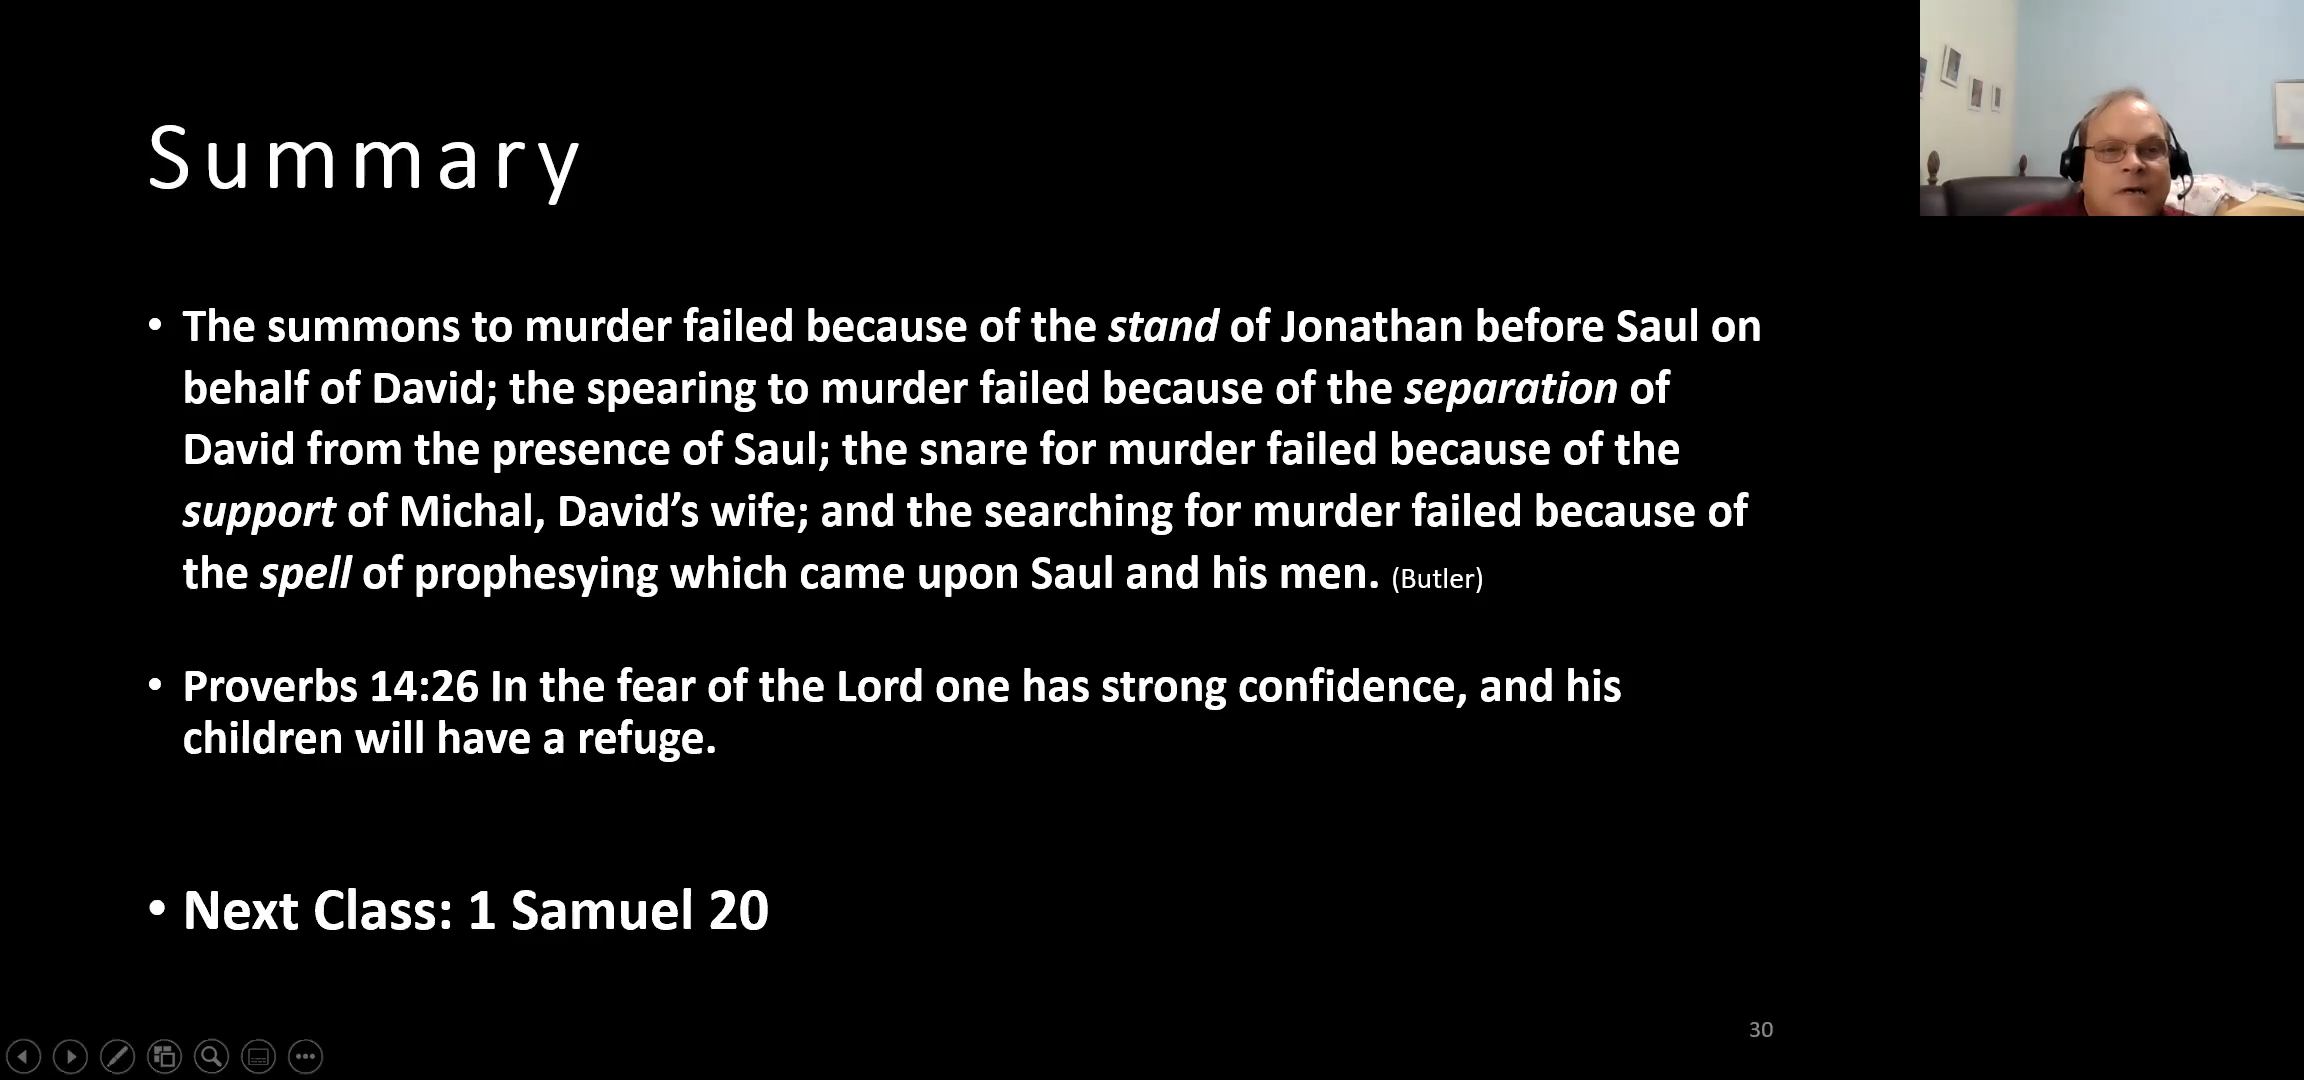 Summary
• The summons to murder failed because of the stand of Jonathan before Saul on
behalf of David; the spearing to murder failed because of the separation of
David from the presence of Saul; the snare for murder failed because of the
support of Michal, David’s wife; and the searching for murder failed because of
the spell of prophesying which came upon Saul and his men. (Butler)
• Proverbs 14:26 In the fear of the Lord one has strong confidence, and his
children will have a refuge.
• Next Class: 1 Samuel 20
30